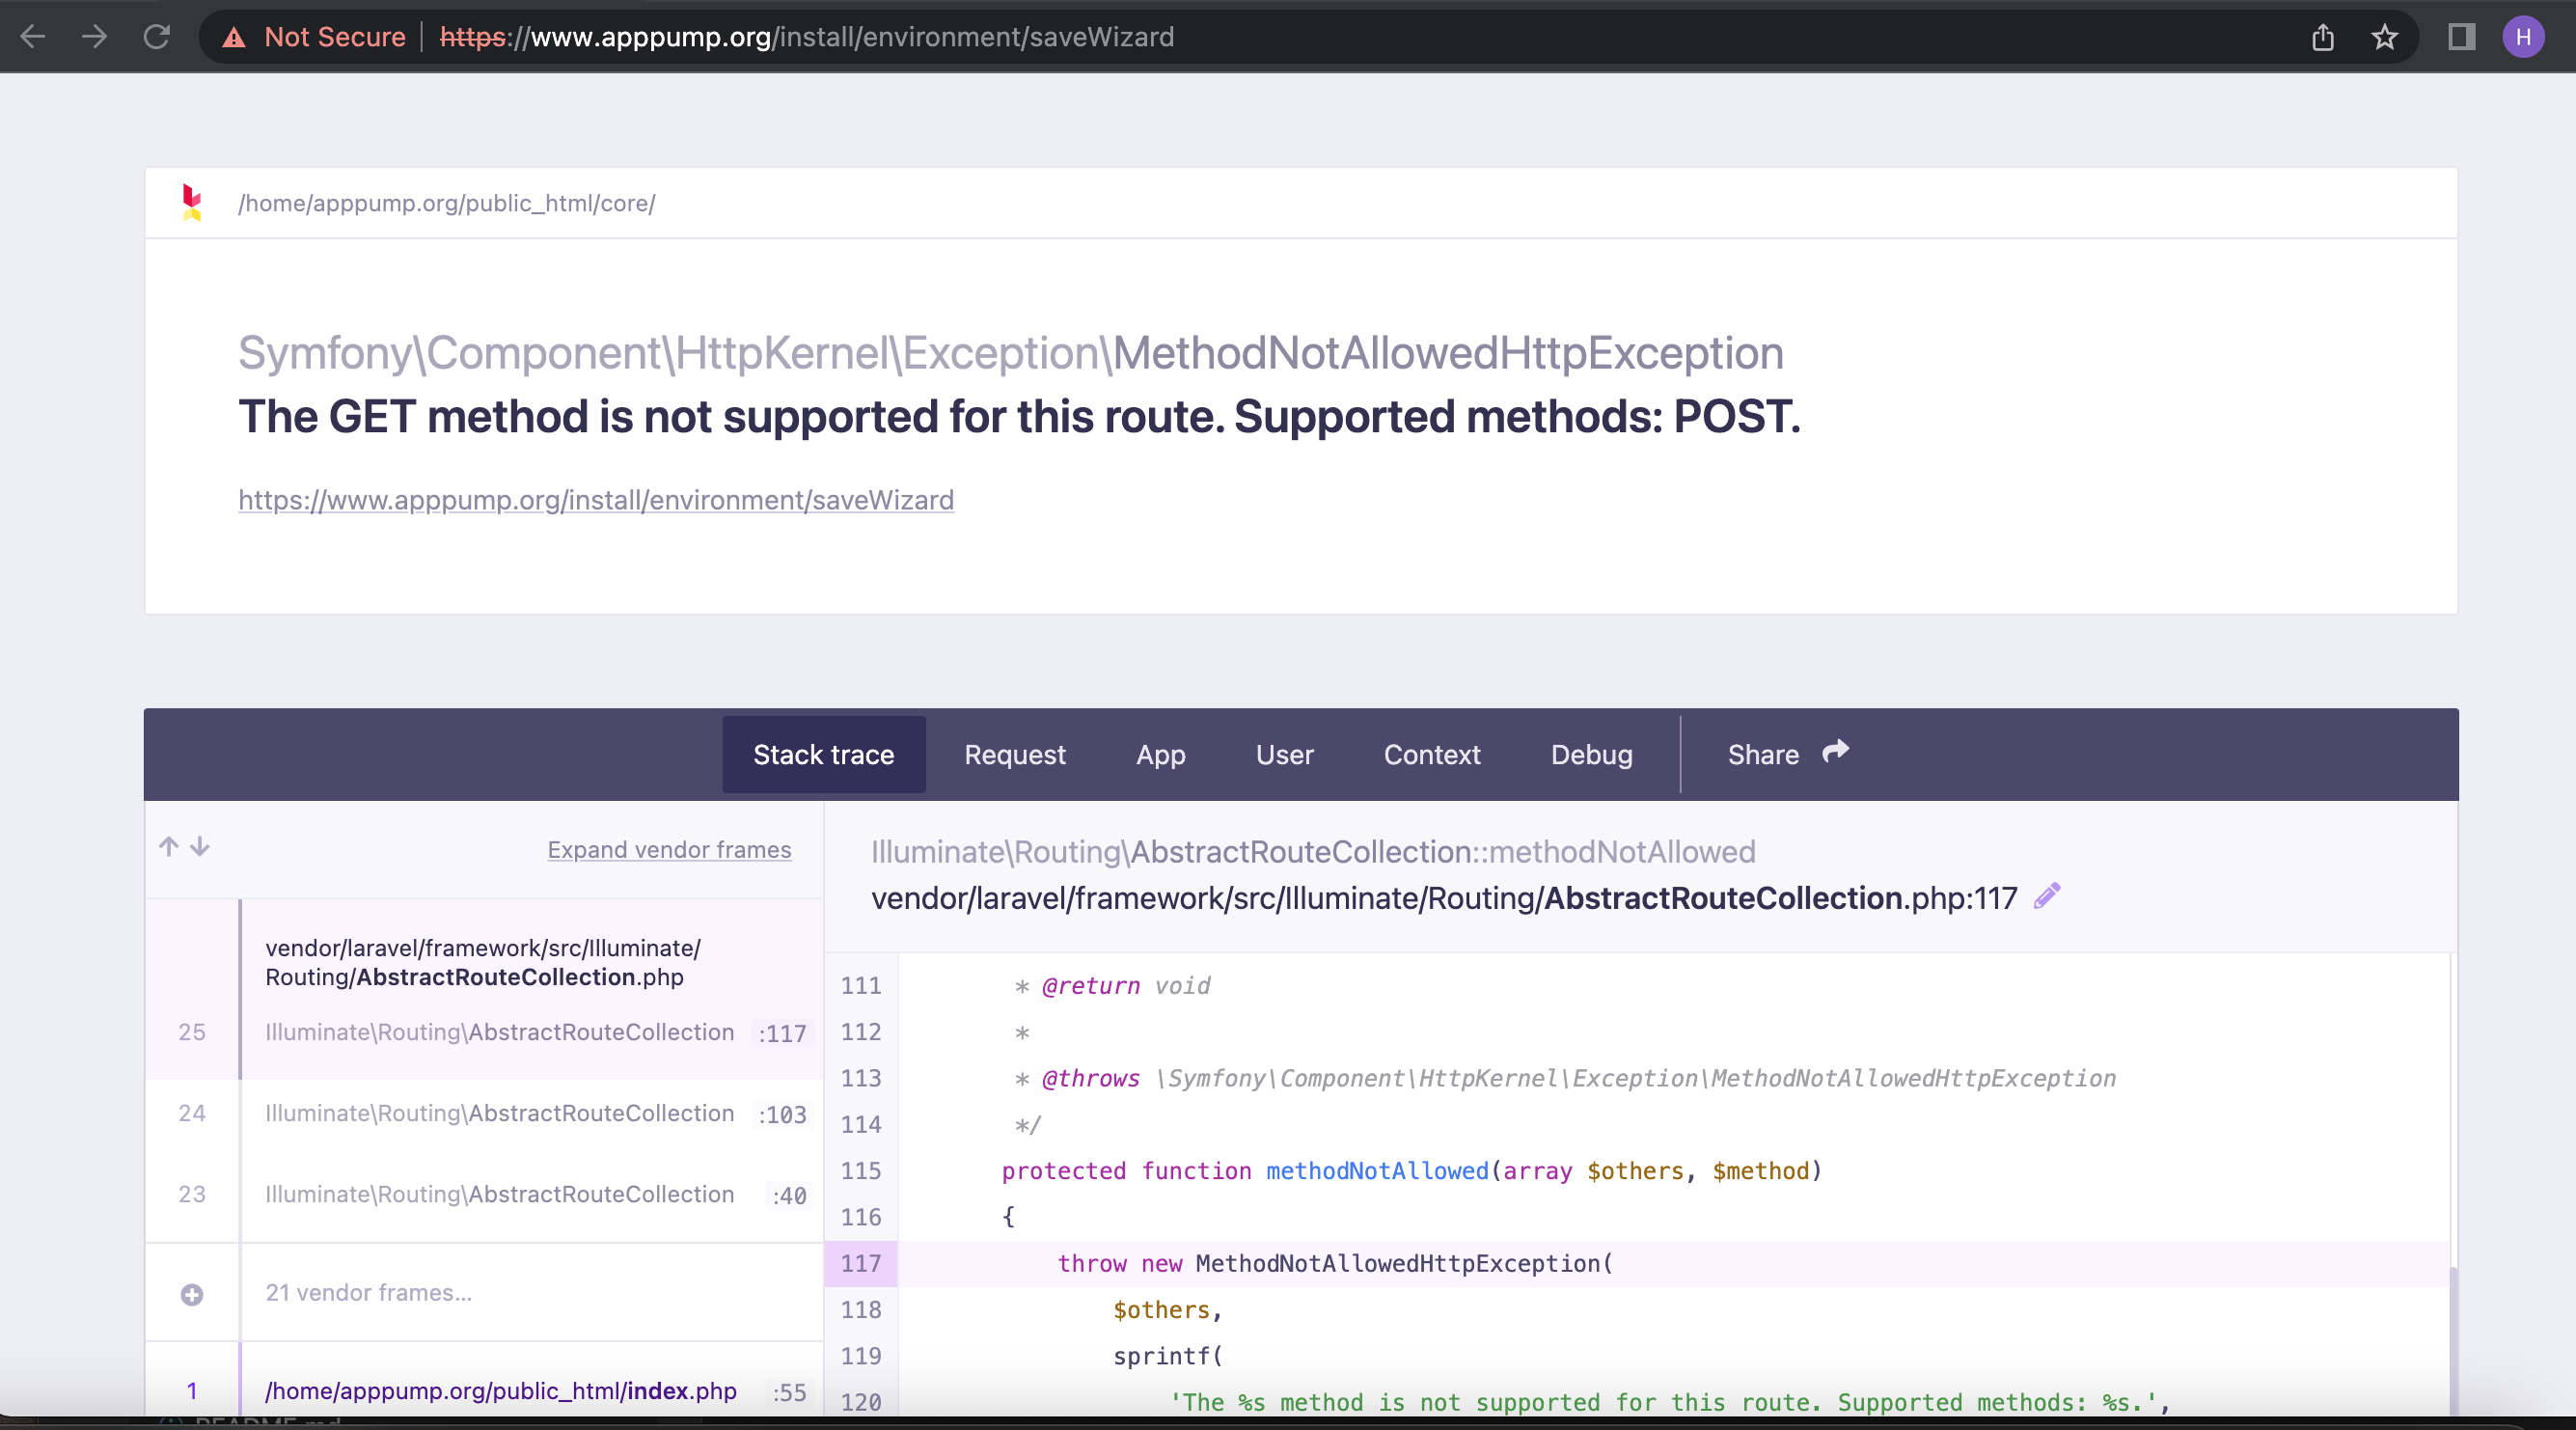 Not Secure https://www.apppump.org/install/environment/saveWizard
H
/home/apppump.org/public_html/core/
Symfony\Component\HttpKernel\Exception\MethodNotAllowedHttpException
The GET method is not supported for this route. Supported methods: POST.
https://www.apppump.org/install/environment/saveWizard
Stack trace Request App User Context Debug Share
Expand vendor frames
vendor/laravel/framework/src/Illuminate/
Routing/AbstractRouteCollection.php
25 Illuminate\Routing\AbstractRouteCollection :117
24 Illuminate\Routing\AbstractRouteCollection :103
23 Illuminate\Routing\AbstractRouteCollection :40
21 vendor frames...
1 /home/apppump.org/public_html/index.php :55
Illuminate\Routing\AbstractRouteCollection::methodNotAllowed
vendor/laravel/framework/src/Illuminate/Routing/AbstractRouteCollection.php:117
111 * @return void
112 *
113 * @throws \Symfony\Component\HttpKernel\Exception\MethodNotAllowedHttpException
114 */
115 protected function methodNotAllowed(array $others, $method)
116 {
117 throw new MethodNotAllowedHttpException(
118 $others,
119 sprintf(
120 'The %s method is not supported for this route. Supported methods: %s.',
README.md